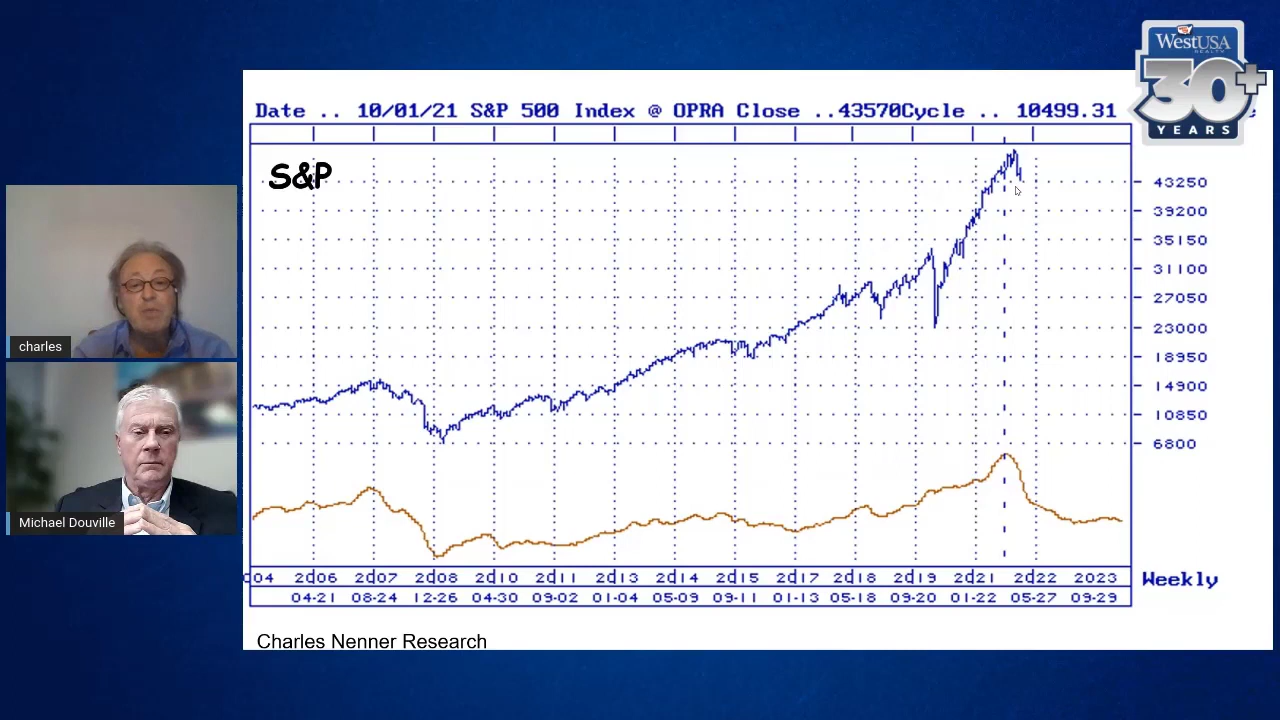 WestUSA
REALTY
30+
YEARS
Date .. 10/01/21 S&P 500 Index @ OPRA Close ..43570Cycle .. 10499.31
S&P
43250
39200
35150
31100
27050
23000
18950
14900
10850
6800
charles
Michael Douville
004 2006 2007 2008 2010 2011 2013 2014 2015 2017 2018 2019 2021 2022 2023 Weekly
04-21 08-24 12-26 04-30 09-02 01-04 05-09 09-11 01-13 05-18 09-20 01-22 05-27 09-29
Charles Nenner Research